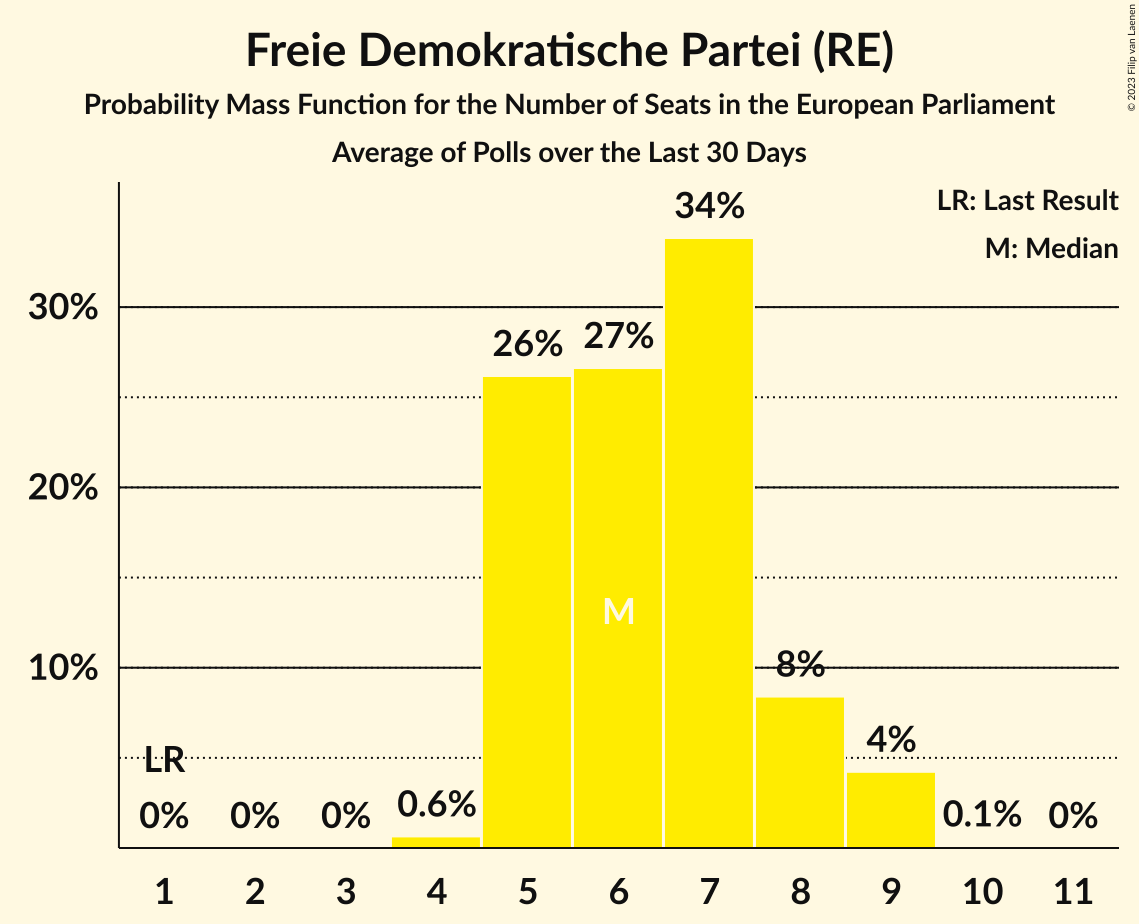 Freie Demokratische Partei (RE)
Probability Mass Function for the Number of Seats in the European Parliament
Average of Polls over the Last 30 Days
© 2023 Filip van Laenen
LR: Last Result
M: Median
34%
30%
26%
27%
20%
M
10%
8%
LR
4%
0%
0%
0%
0.6%
0.1%
0%
1 2 3 4 5 6 7 8 9 10 11